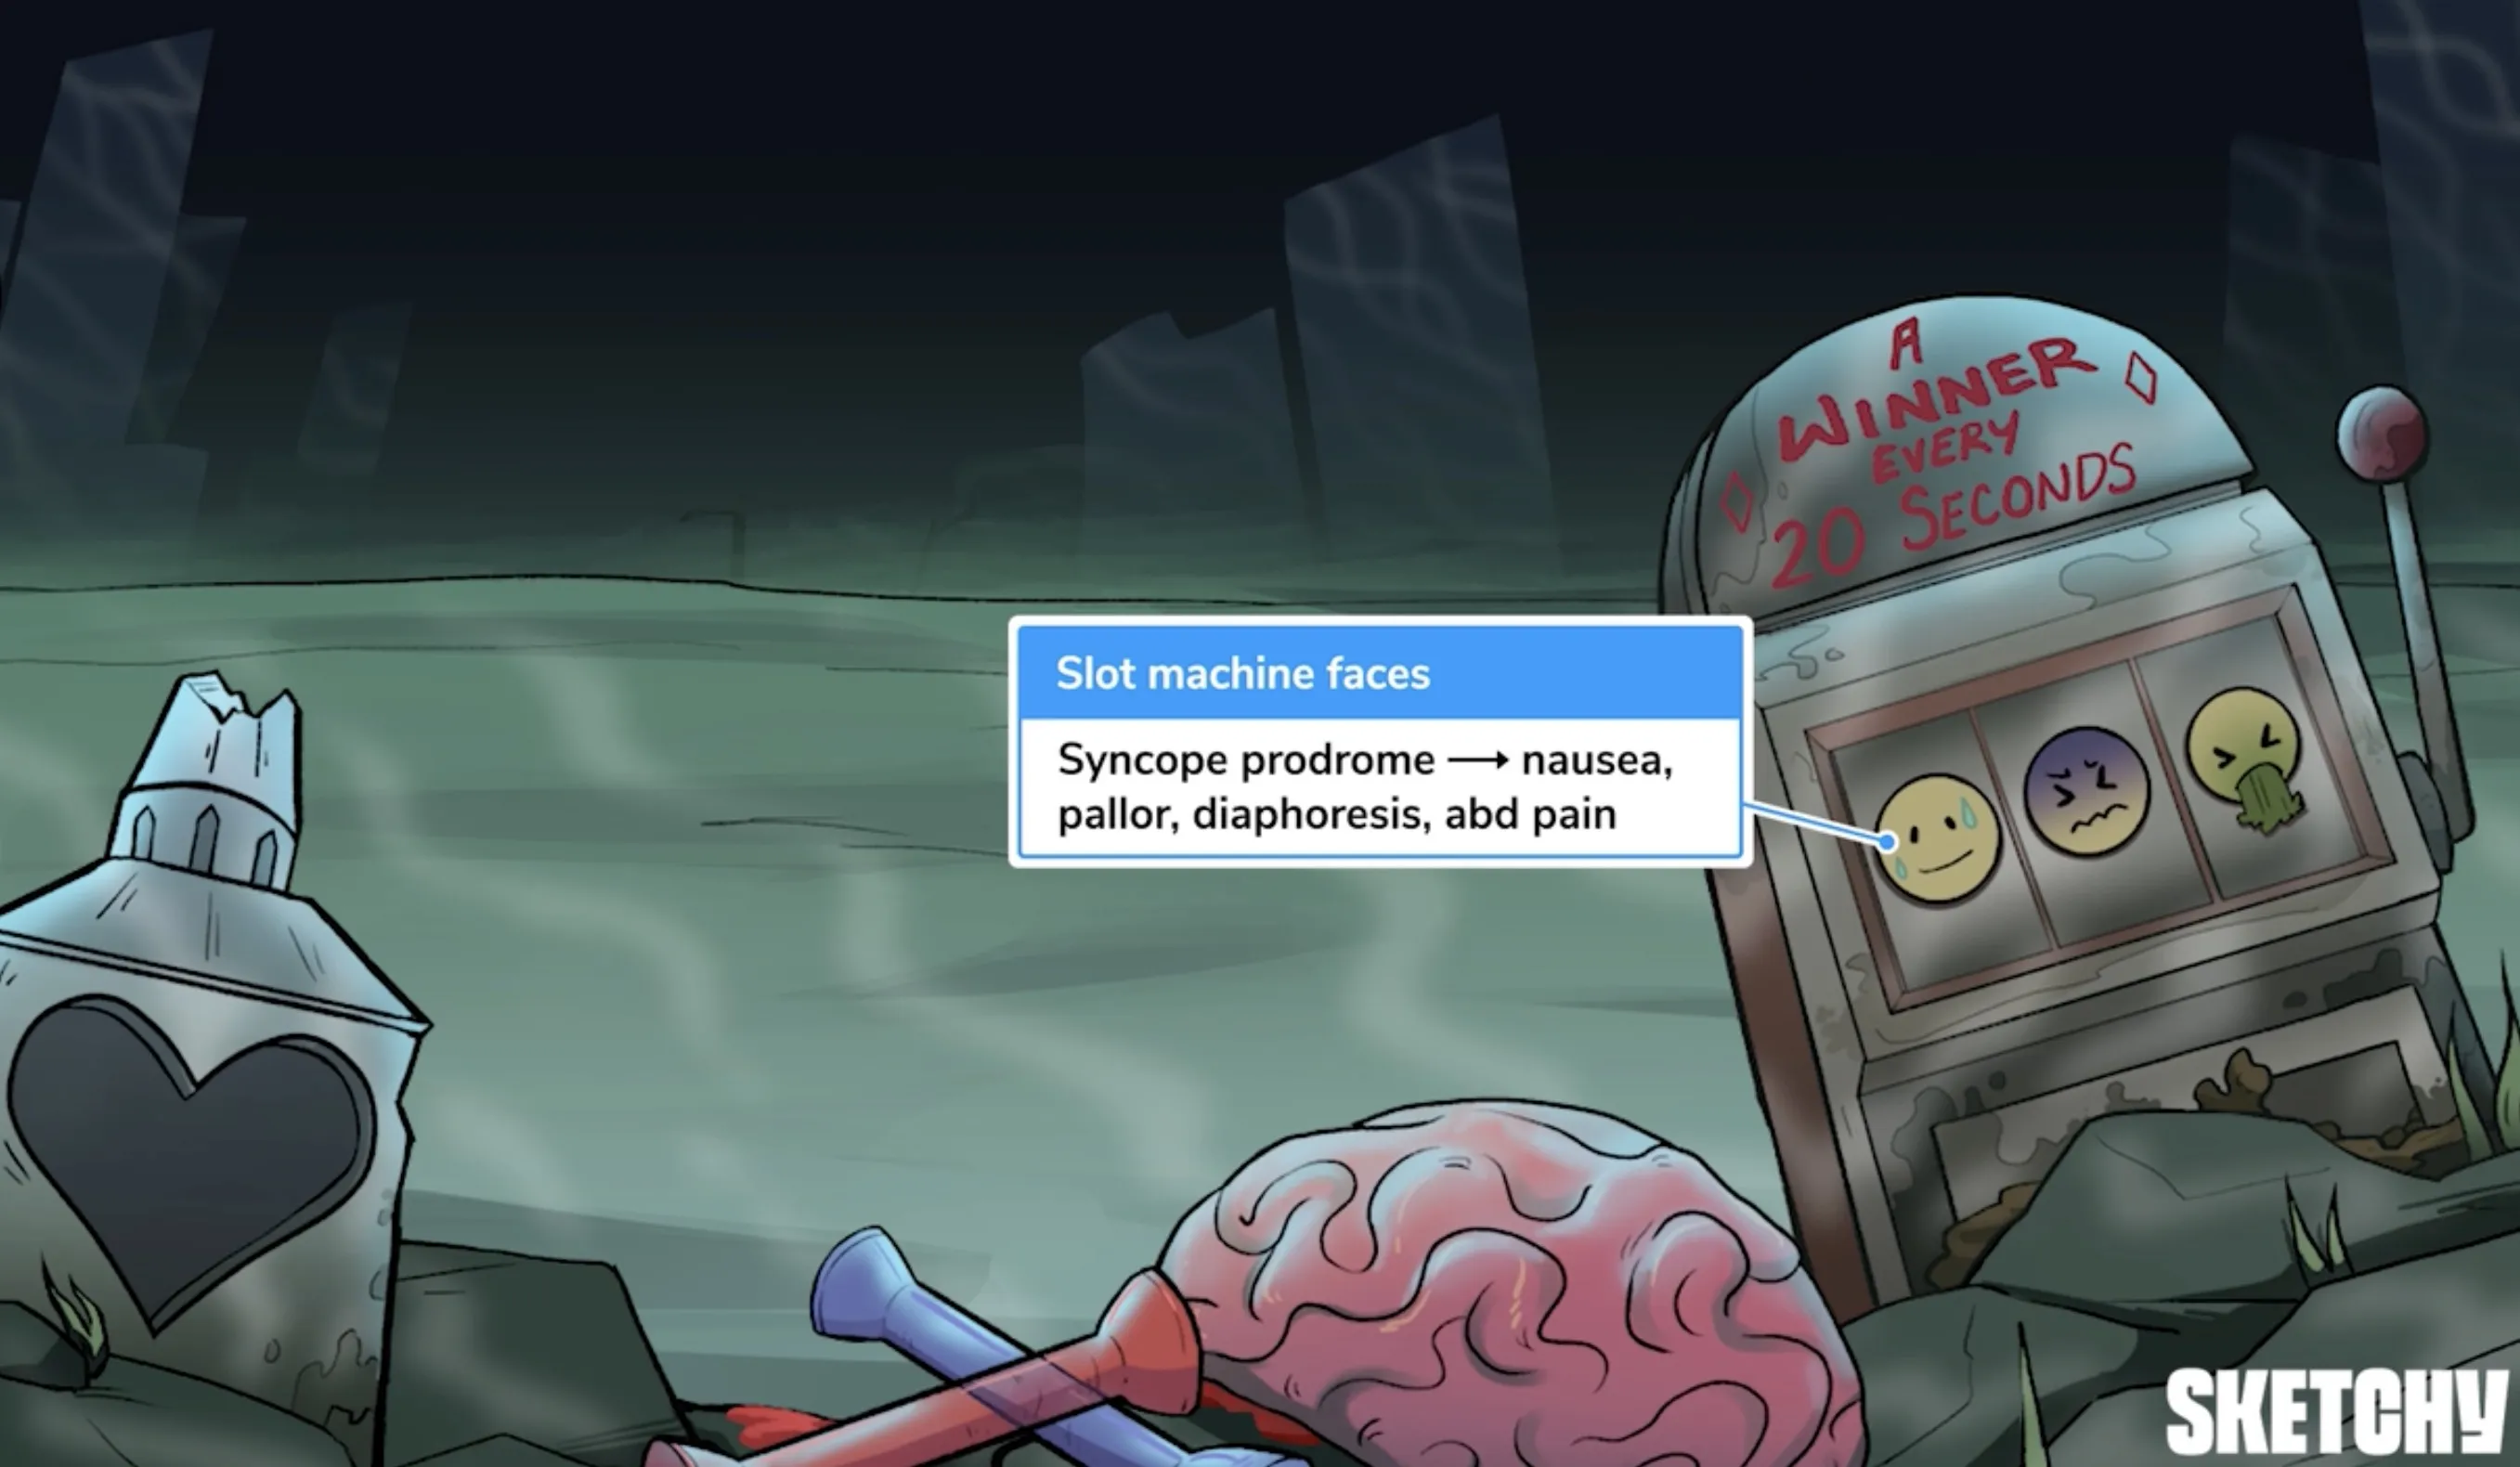 A
WINNER
EVERY
20 SECONDS
Slot machine faces
Syncope prodrome → nausea,
pallor, diaphoresis, abd pain
SKETCHY